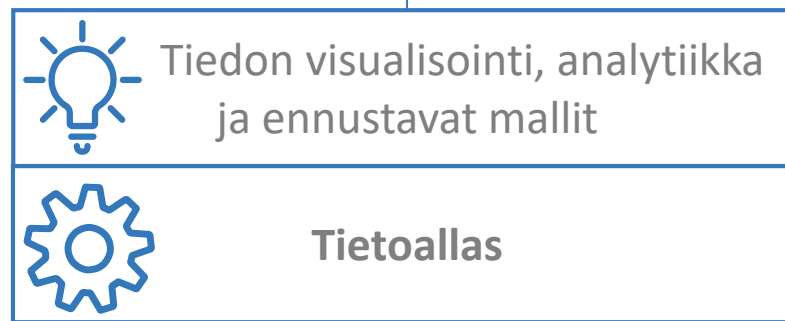 Tiedon visualisointi, analytiikka
ja ennustavat mallit
Tietoallas